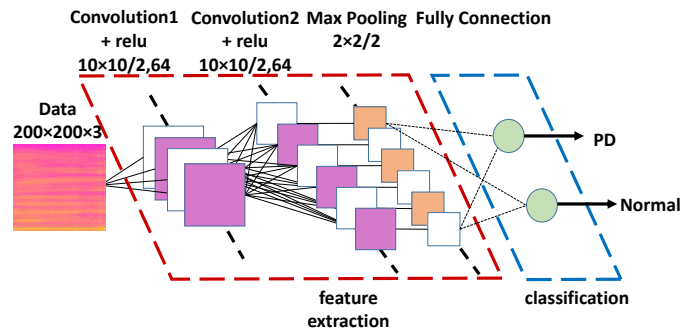 Convolution1
+ relu
10×10/2,64
Convolution2
+ relu
10×10/2,64
Max Pooling
2×2/2
Fully Connection
Data
200×200×3
PD
Normal
feature
extraction
classification